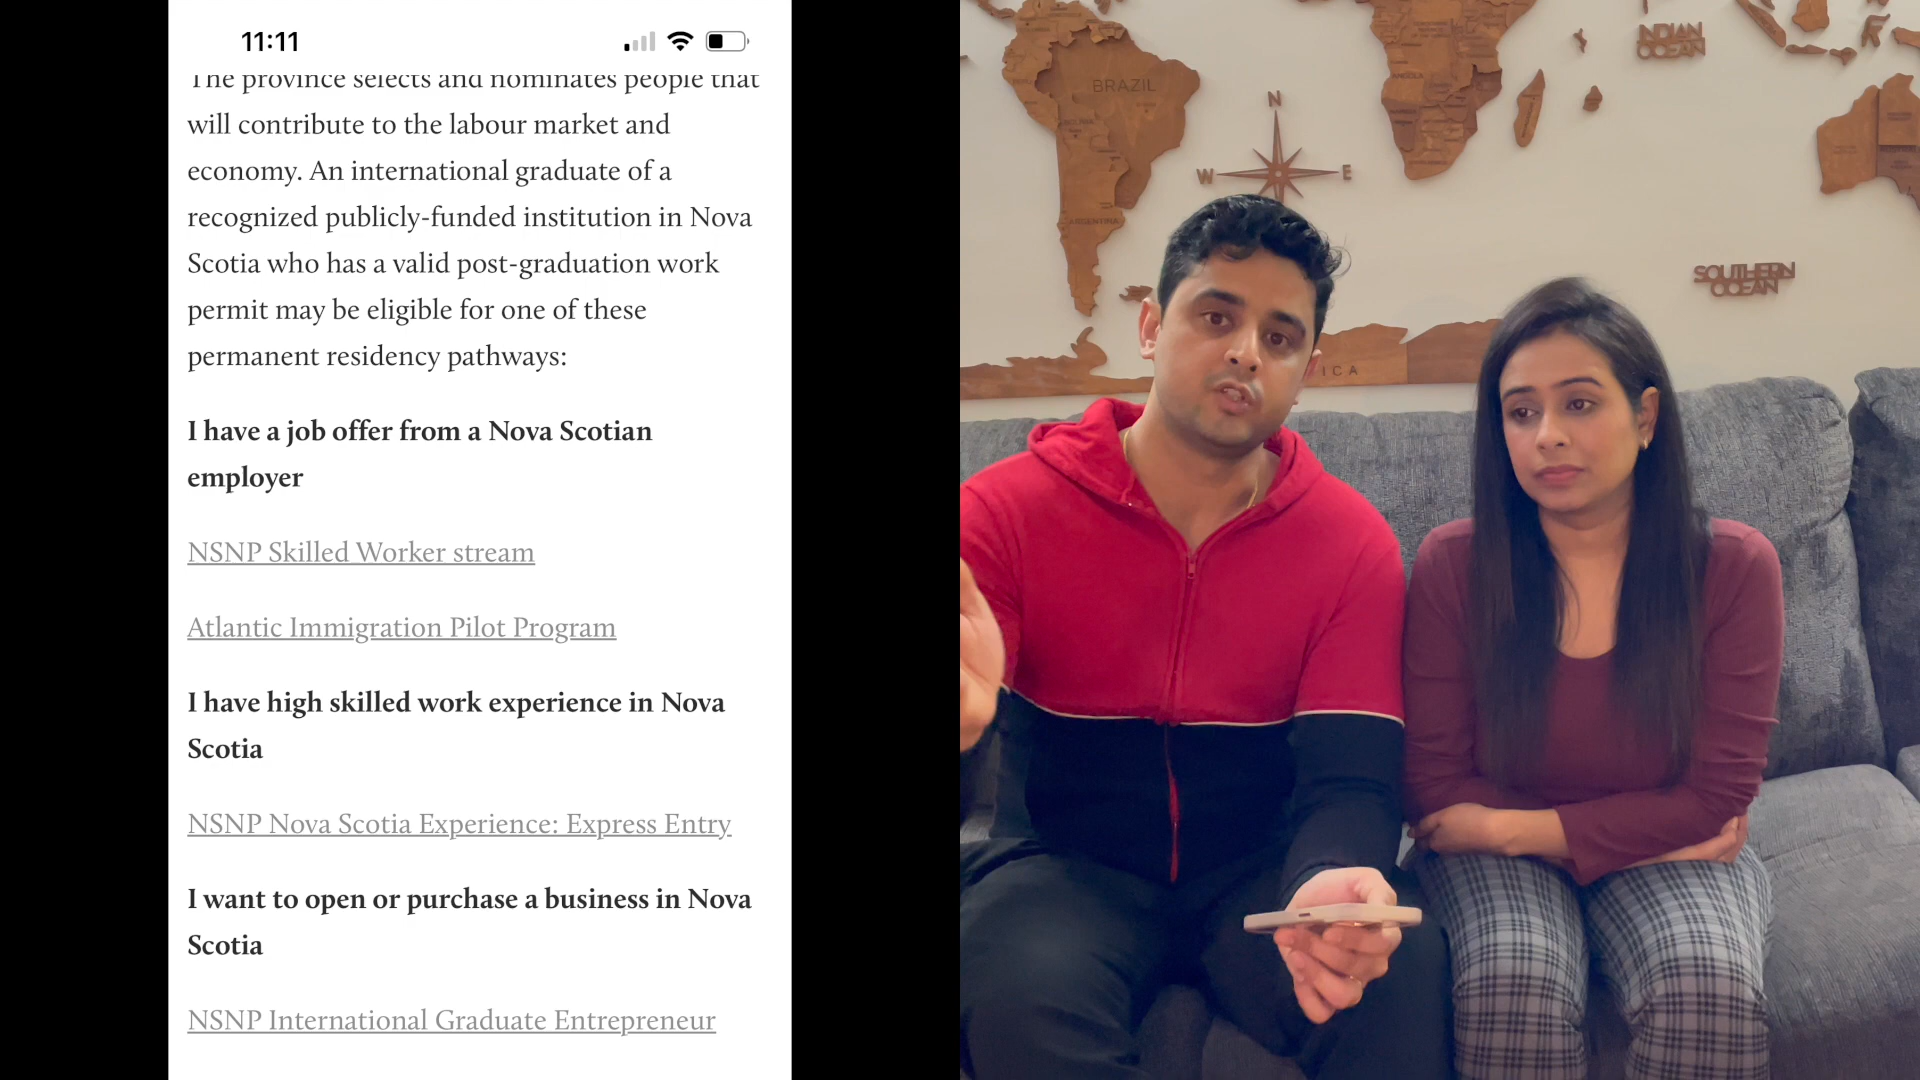 11:11
The province selects and nominates people that
will contribute to the labour market and
economy. An international graduate of a
recognized publicly-funded institution in Nova
Scotia who has a valid post-graduation work
permit may be eligible for one of these
permanent residency pathways:
I have a job offer from a Nova Scotian
employer
NSNP Skilled Worker stream
Atlantic Immigration Pilot Program
I have high skilled work experience in Nova
Scotia
NSNP Nova Scotia Experience: Express Entry
I want to open or purchase a business in Nova
Scotia
NSNP International Graduate Entrepreneur
BRAZIL
ARGENTINA
ANGOLA
N
W
E
INDIAN
OCEAN
SOUTHERN
OCEAN
ICA